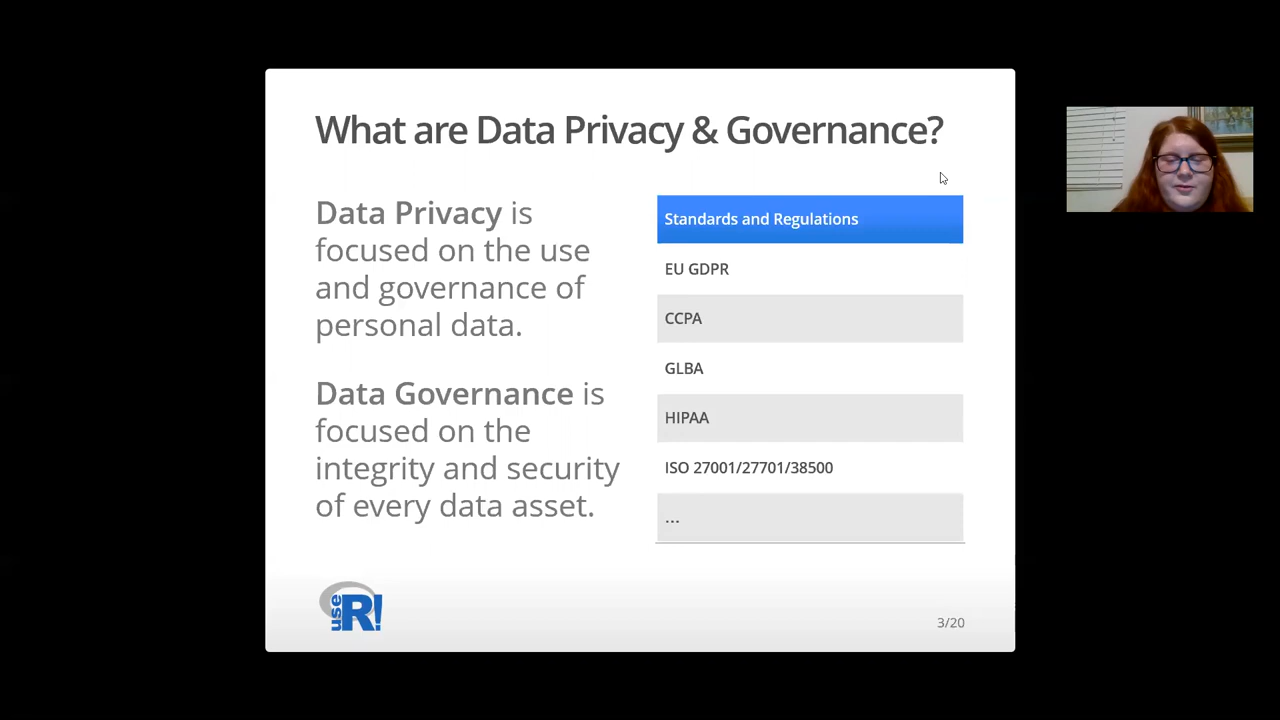 What are Data Privacy & Governance?
Data Privacy is
focused on the use
and governance of
personal data.
Data Governance is
focused on the
integrity and security
of every data asset.
Standards and Regulations
EU GDPR
CCPA
GLBA
HIPAA
ISO 27001/27701/38500
...
use
R!
3/20